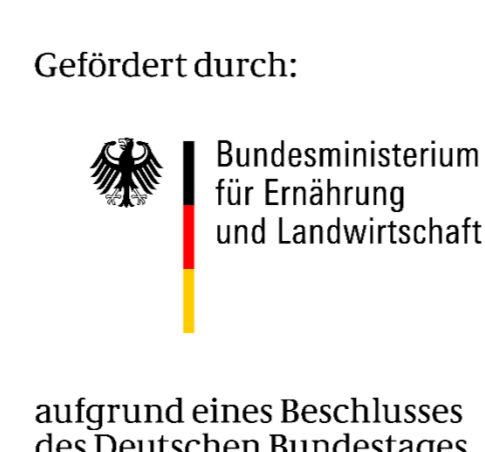 Gefördert durch:
Bundesministerium
für Ernährung
und Landwirtschaft
aufgrund eines Beschlusses
des Deutschen Bundestages